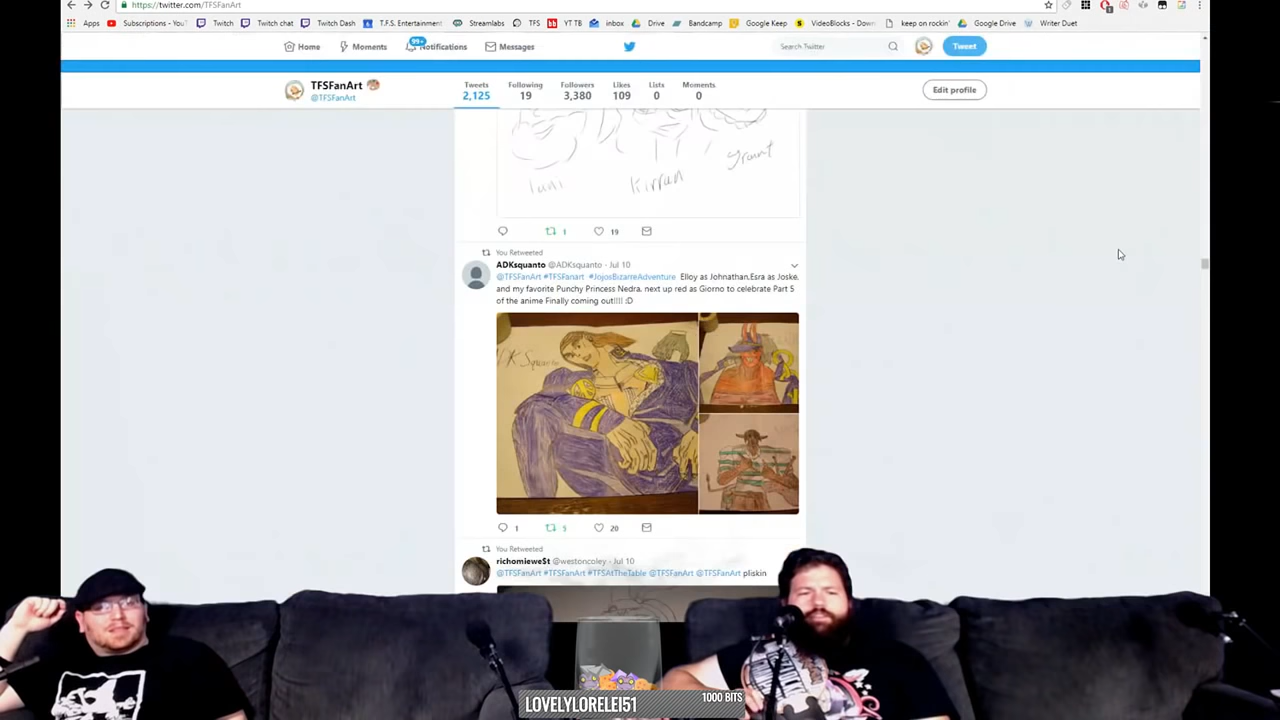 https://twitter.com/TFSFanArt
Apps Subscriptions - You Twitch Twitch chat Twitch Dash T.F.S. Entertainment Streamlabs TFS YT TB inbox Drive Bandcamp Google Keep VideoBlocks - Down keep on rockin' Google Drive Writer Duet
Home Moments 99+ Notifications Messages Search Twitter Tweet
TFSFanArt
@TFSFanArt
Tweets Following Followers Likes Lists Moments
2,125 19 3,380 109 0 0
Edit profile
grant
Kirran
1 19
You Retweeted
ADKsquanto @ADKsquanto · Jul 10
@TFSFanArt #TFSFanart #JojosBizarreAdventure Elloy as Johnathan,Esra as Joske,
and my favorite Punchy Princess Nedra, next up red as Giorno to celebrate Part 5
of the anime Finally coming out!!!! :D
1 5 20
You Retweeted
richomiewe$t @westoncoley · Jul 10
@TFSFanArt #TFSFanArt #TFSAtTheTable @TFSFanArt @TFSFanArt pliskin
LOVELYLORELEI51 1000 BITS